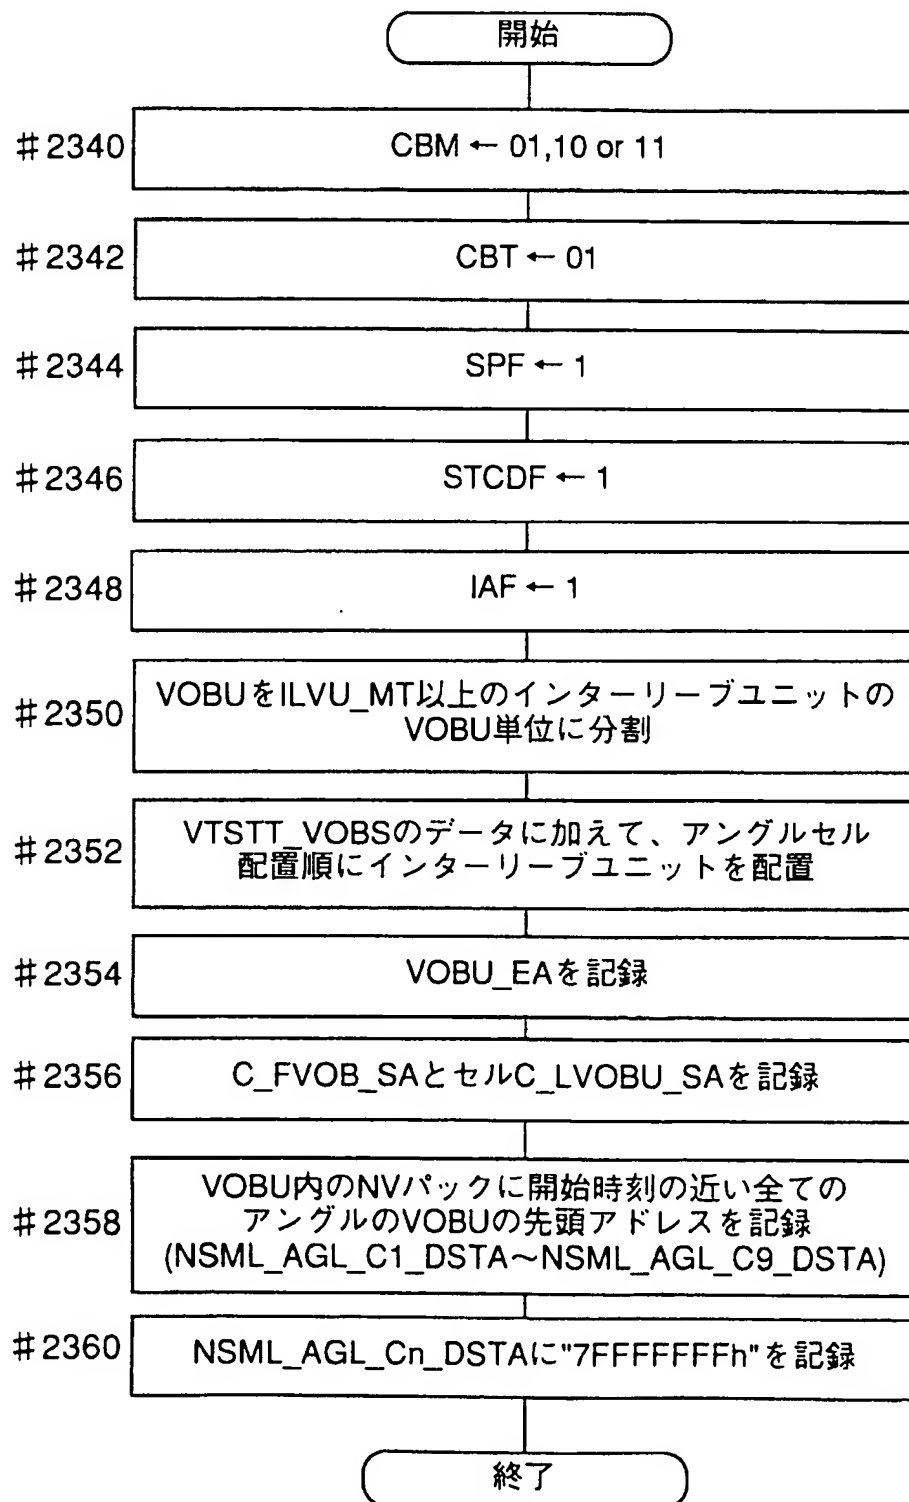 開始
#2340 CBM ← 01,10 or 11
#2342 CBT ← 01
#2344 SPF ← 1
#2346 STCDF ← 1
#2348 IAF ← 1
#2350 VOBUをILVU_MT以上のインターリーブユニットの
VOBU単位に分割
#2352 VTSTT_VOBSのデータに加えて、アングルセル
配置順にインターリーブユニットを配置
#2354 VOBU_EAを記録
#2356 C_FVOB_SAとセルC_LVOBU_SAを記録
#2358 VOBU内のNVパックに開始時刻の近い全ての
アングルのVOBUの先頭アドレスを記録
(NSML_AGL_C1_DSTA～NSML_AGL_C9_DSTA)
#2360 NSML_AGL_Cn_DSTAに"7FFFFFFFh"を記録
終了